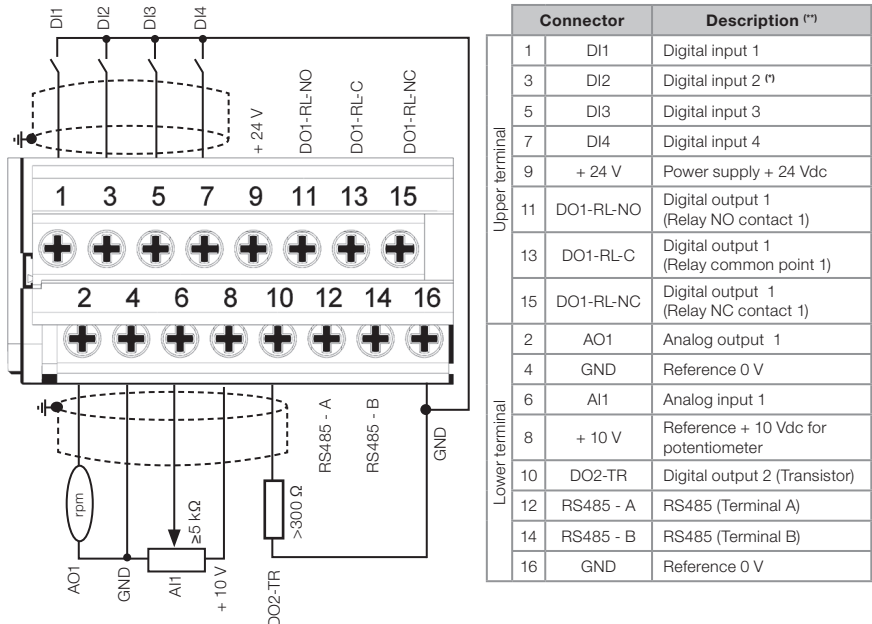 DI1
DI2
DI3
DI4
+ 24 V
DO1-RL-NO
DO1-RL-C
DO1-RL-NC
1 3 5 7 9 11 13 15
2 4 6 8 10 12 14 16
rpm
≥5 kΩ
>300 Ω
RS485 - A
RS485 - B
GND
AO1
GND
AI1
+ 10 V
DO2-TR
Connector Description (**)
Upper terminal
1 DI1 Digital input 1
3 DI2 Digital input 2 (*)
5 DI3 Digital input 3
7 DI4 Digital input 4
9 + 24 V Power supply + 24 Vdc
11 DO1-RL-NO Digital output 1
(Relay NO contact 1)
13 DO1-RL-C Digital output 1
(Relay common point 1)
15 DO1-RL-NC Digital output 1
(Relay NC contact 1)
Lower terminal
2 AO1 Analog output 1
4 GND Reference 0 V
6 AI1 Analog input 1
8 + 10 V Reference + 10 Vdc for
potentiometer
10 DO2-TR Digital output 2 (Transistor)
12 RS485 - A RS485 (Terminal A)
14 RS485 - B RS485 (Terminal B)
16 GND Reference 0 V